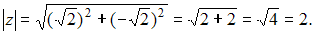 |z| = √((√2)² + (−√2)²) = √(2 + 2) = √4 = 2.